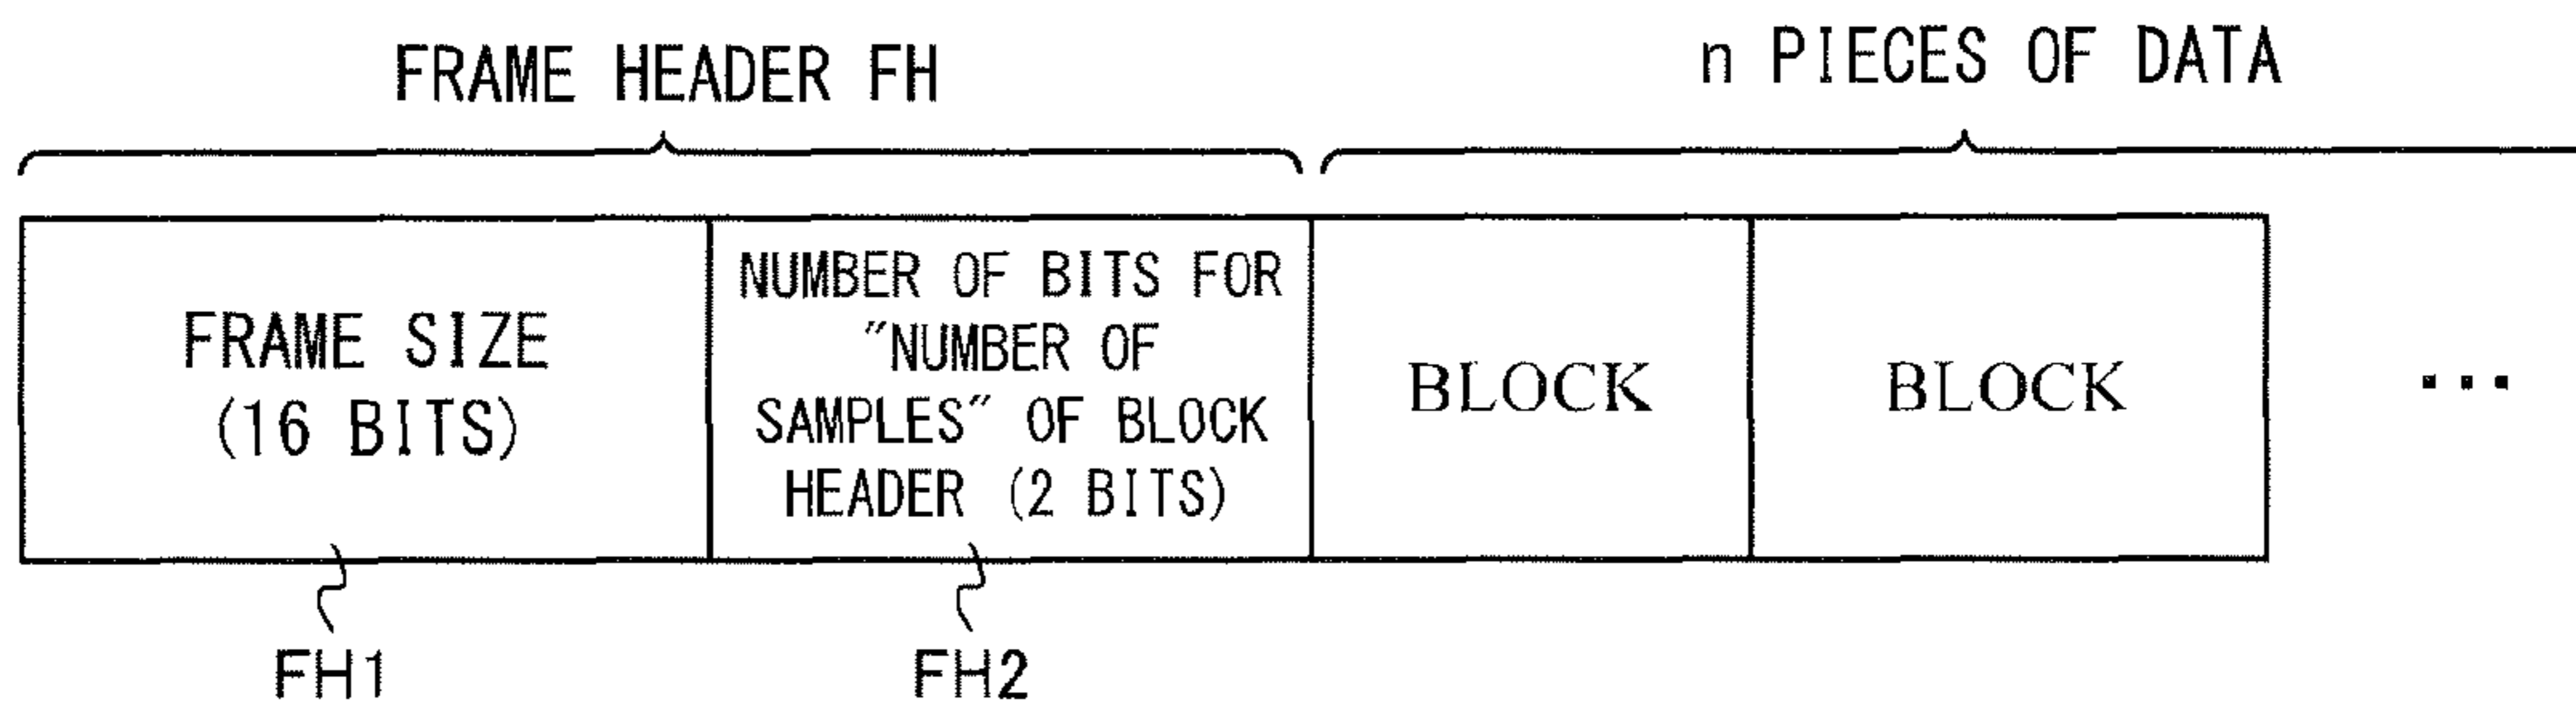 FRAME HEADER FH
n PIECES OF DATA
FRAME SIZE
(16 BITS)
NUMBER OF BITS FOR
"NUMBER OF
SAMPLES" OF BLOCK
HEADER (2 BITS)
BLOCK
BLOCK
...
FH1
FH2